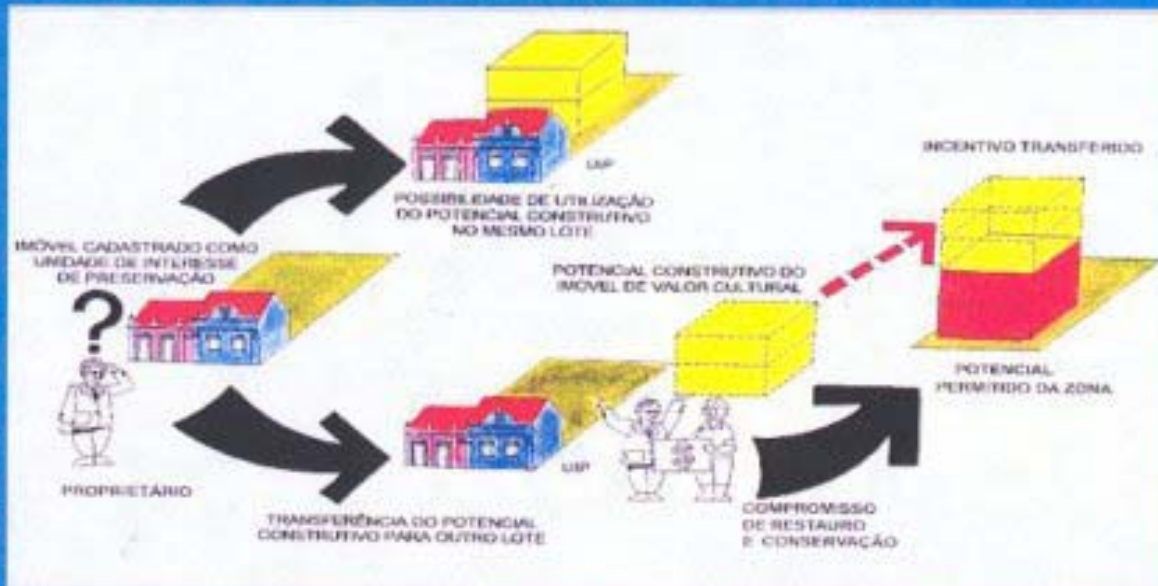 IMÓVEL CADASTRADO COMO
UNIDADE DE INTERESSE
DE PRESERVAÇÃO
?
PROPRIETÁRIO
UIP
POSSIBILIDADE DE UTILIZAÇÃO
DO POTENCIAL CONSTRUTIVO
NO MESMO LOTE
TRANSFERÊNCIA DO POTENCIAL
CONSTRUTIVO PARA OUTRO LOTE
UIP
POTENCIAL CONSTRUTIVO DO
IMÓVEL DE VALOR CULTURAL
COMPROMISSO
DE RESTAURO
E CONSERVAÇÃO
INCENTIVO TRANSFERIDO
POTENCIAL
PERMITIDO DA ZONA